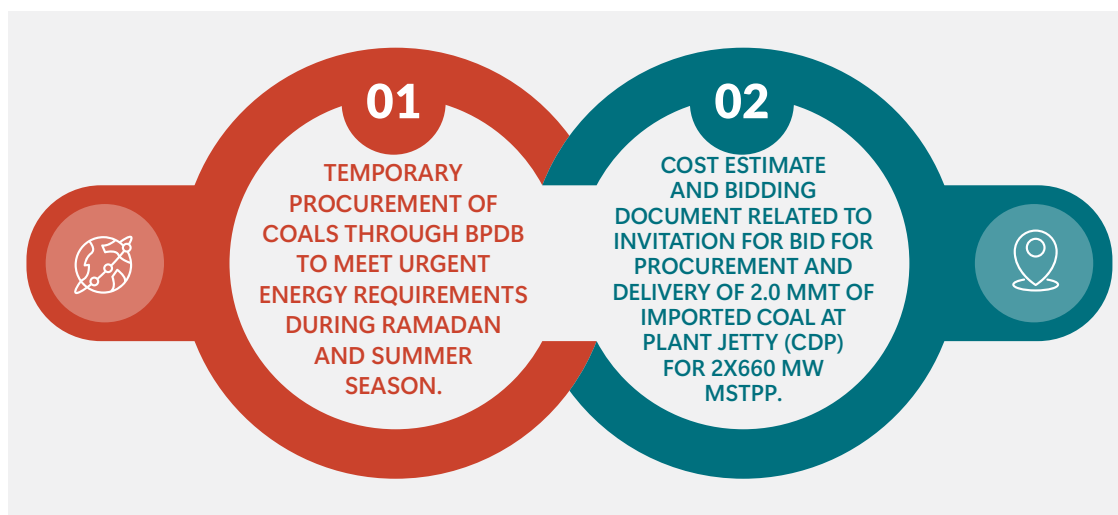 01
TEMPORARY
PROCUREMENT OF
COALS THROUGH BPDB
TO MEET URGENT
ENERGY REQUIREMENTS
DURING RAMADAN
AND SUMMER
SEASON.
02
COST ESTIMATE
AND BIDDING
DOCUMENT RELATED TO
INVITATION FOR BID FOR
PROCUREMENT AND
DELIVERY OF 2.0 MMT OF
IMPORTED COAL AT
PLANT JETTY (CDP)
FOR 2X660 MW
MSTPP.